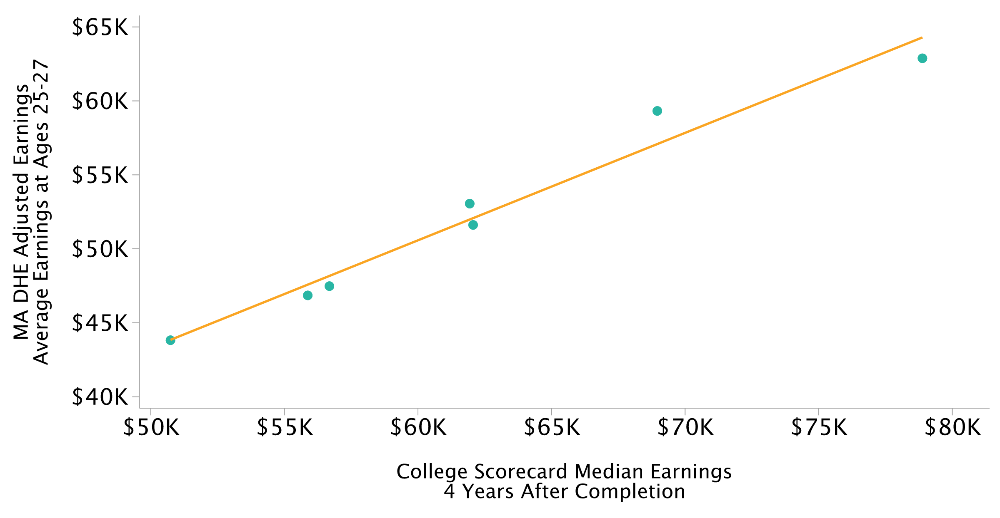 MA DHE Adjusted Earnings
Average Earnings at Ages 25-27
$65K
$60K
$55K
$50K
$45K
$40K
$50K
$55K
$60K
$65K
$70K
$75K
$80K
College Scorecard Median Earnings
4 Years After Completion